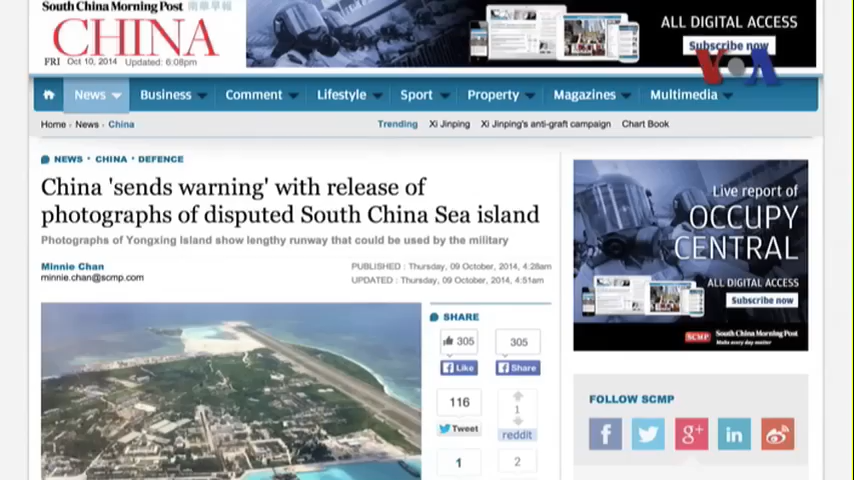 South China Morning Post 南華早報
CHINA
FRI Oct 10, 2014 Updated: 6:08pm
ALL DIGITAL ACCESS
Subscribe now
VOA
News
Business
Comment
Lifestyle
Sport
Property
Magazines
Multimedia
Home News China
Trending Xi Jinping Xi Jinping's anti-graft campaign Chart Book
NEWS · CHINA · DEFENCE
China 'sends warning' with release of
photographs of disputed South China Sea island
Photographs of Yongxing Island show lengthy runway that could be used by the military
Minnie Chan
minnie.chan@scmp.com
PUBLISHED : Thursday, 09 October, 2014, 4:28am
UPDATED : Thursday, 09 October, 2014, 4:51am
SHARE
305
305
Like
Share
116
1
Tweet
reddit
1
2
Live report of
OCCUPY
CENTRAL
ALL DIGITAL ACCESS
Subscribe now
SCMP South China Morning Post
Make every day matter
FOLLOW SCMP
f
g+
in